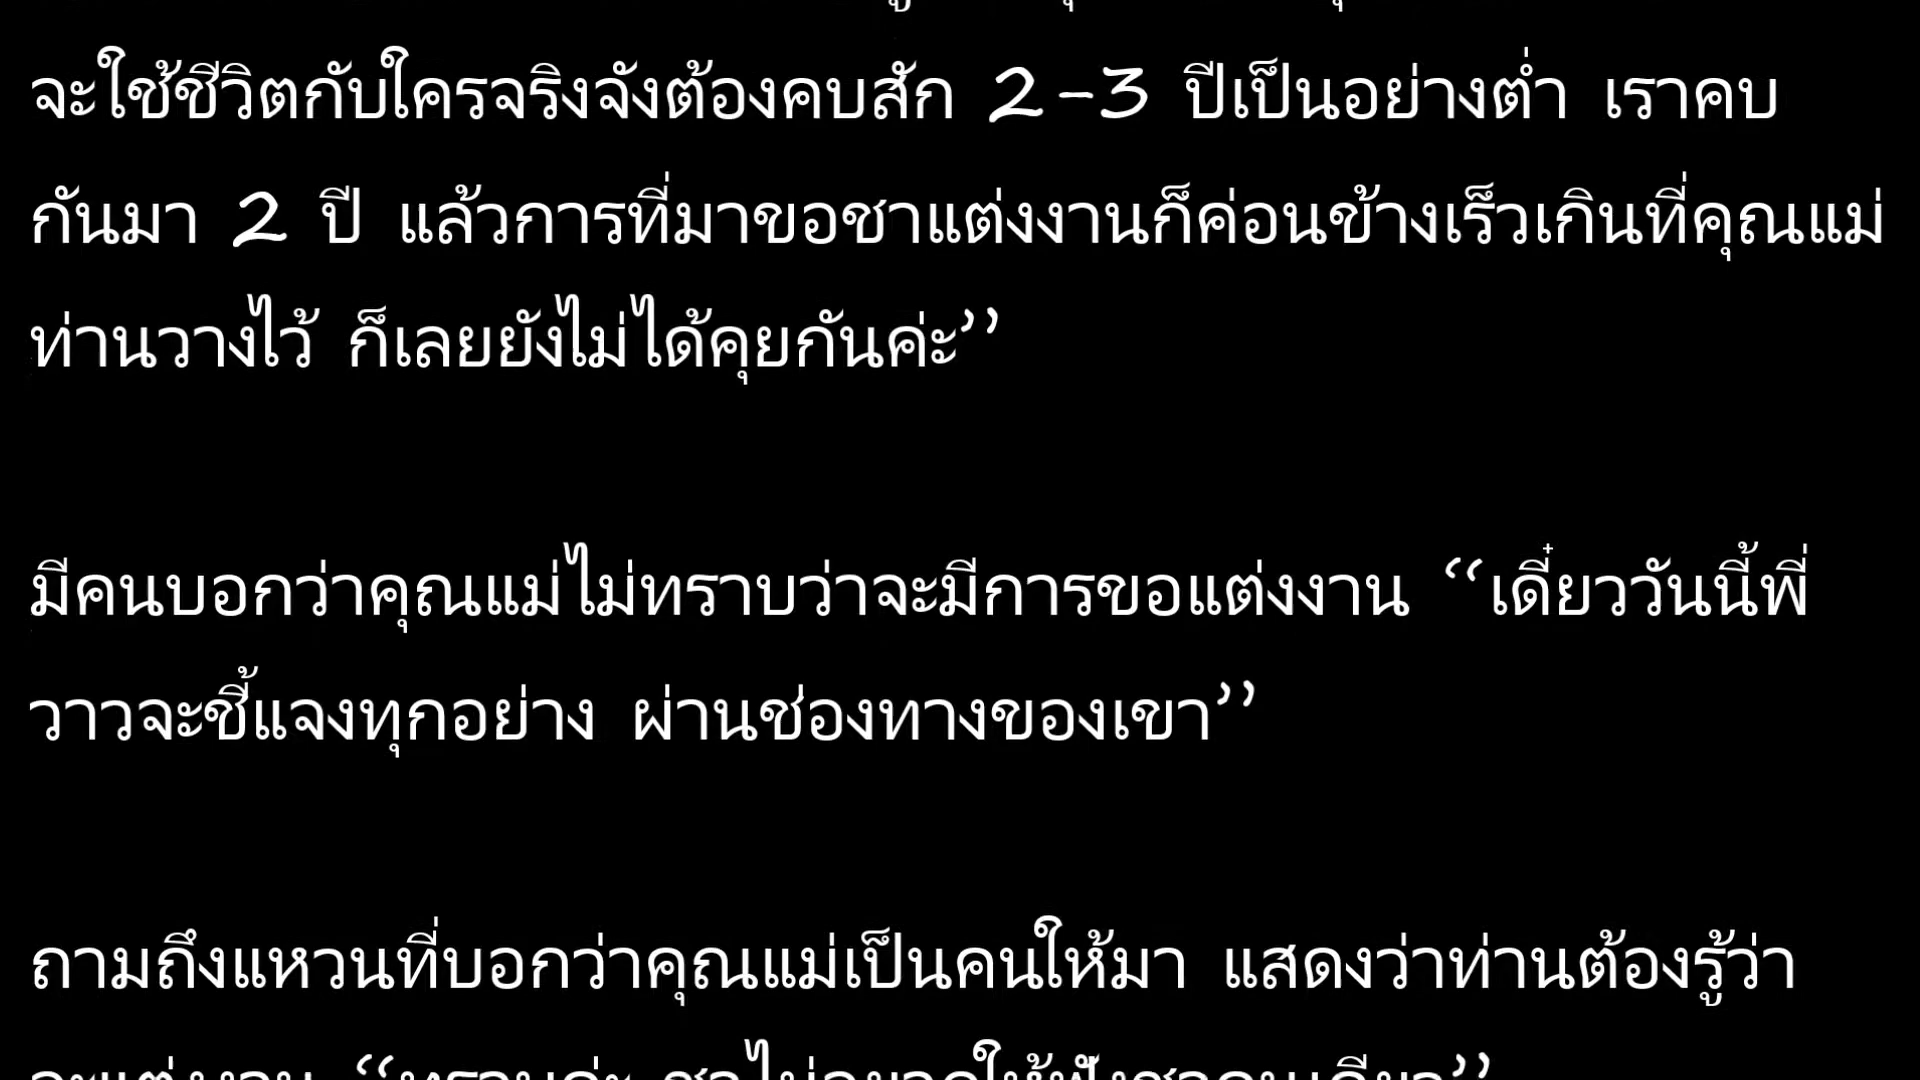 จะใช้ชีวิตกับใครจริงจังต้องคบสัก 2-3 ปีเป็นอย่างต่ำ เราคบ
กันมา 2 ปี แล้วการที่มาขอชาแต่งงานก็ค่อนข้างเร็วเกินที่คุณแม่
ท่านวางไว้ ก็เลยยังไม่ได้คุยกันค่ะ”
มีคนบอกว่าคุณแม่ไม่ทราบว่าจะมีการขอแต่งงาน “เดี๋ยววันนี้พี่
วาวจะชี้แจงทุกอย่าง ผ่านช่องทางของเขา”
ถามถึงแหวนที่บอกว่าคุณแม่เป็นคนให้มา แสดงว่าท่านต้องรู้ว่า